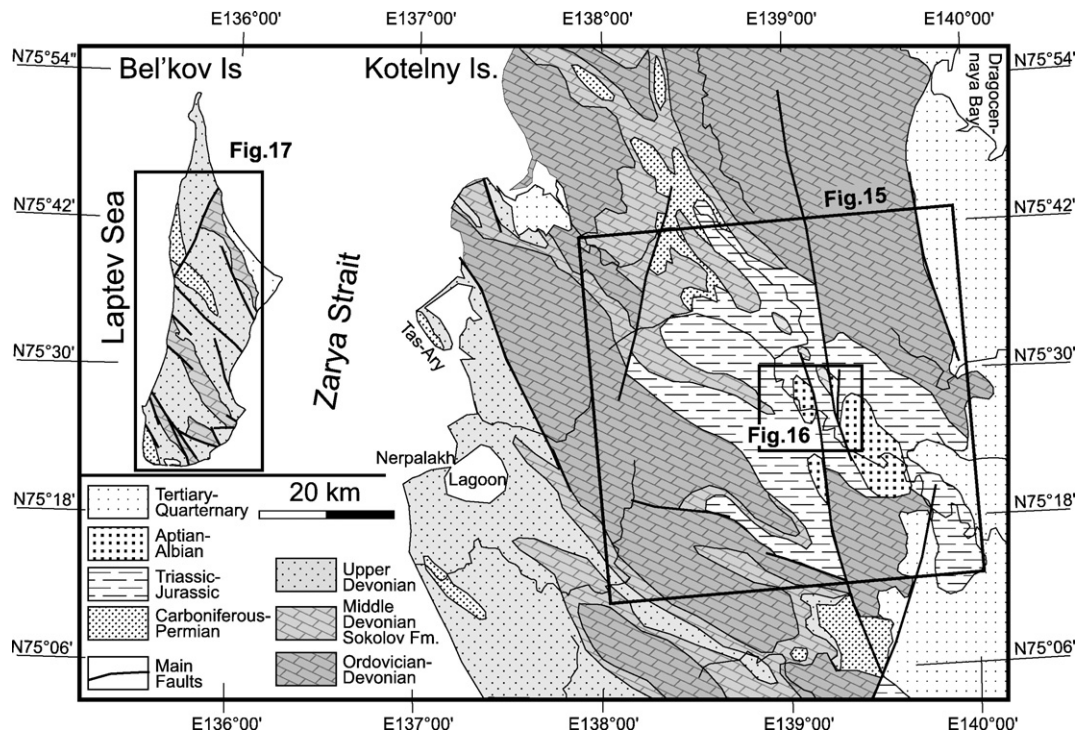 E136°00'
E137°00'
E138°00'
E139°00'
E140°00'
N75°54"
N75°54'
Bel'kov Is
Kotelny Is.
Dragocen-
naya Bay
Fig.17
Fig.15
N75°42'
N75°42'
Laptev Sea
Zarya Strait
Tas-Ary
N75°30'
N75°30'
Fig.16
Nerpalakh
Lagoon
N75°18'
N75°18'
20 km
Tertiary-
Quarternary
Aptian-
Albian
Triassic-
Jurassic
Carboniferous-
Permian
Main
Faults
Upper
Devonian
Middle
Devonian
Sokolov Fm.
Ordovician-
Devonian
N75°06'
N75°06'
E136°00'
E137°00'
E138°00'
E139°00'
E140°00'